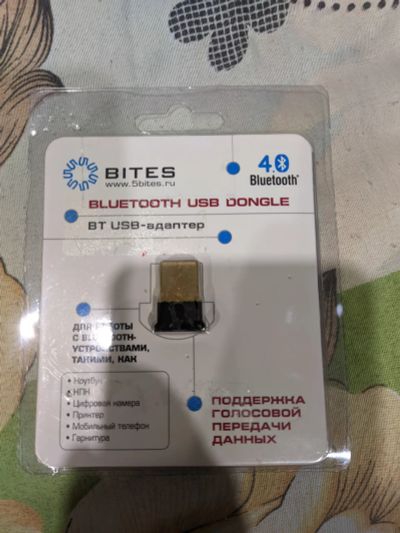 BITES
www.5bites.ru
4.0
Bluetooth®
BLUETOOTH USB DONGLE
BT USB-адаптер
ДЛЯ РАБОТЫ
С BLUETOOTH-
УСТРОЙСТВАМИ,
ТАКИМИ, КАК
• Ноутбук
• НПН
• Цифровая камера
• Принтер
• Мобильный телефон
• Гарнитура
ПОДДЕРЖКА
ГОЛОСОВОЙ
ПЕРЕДАЧИ
ДАННЫХ